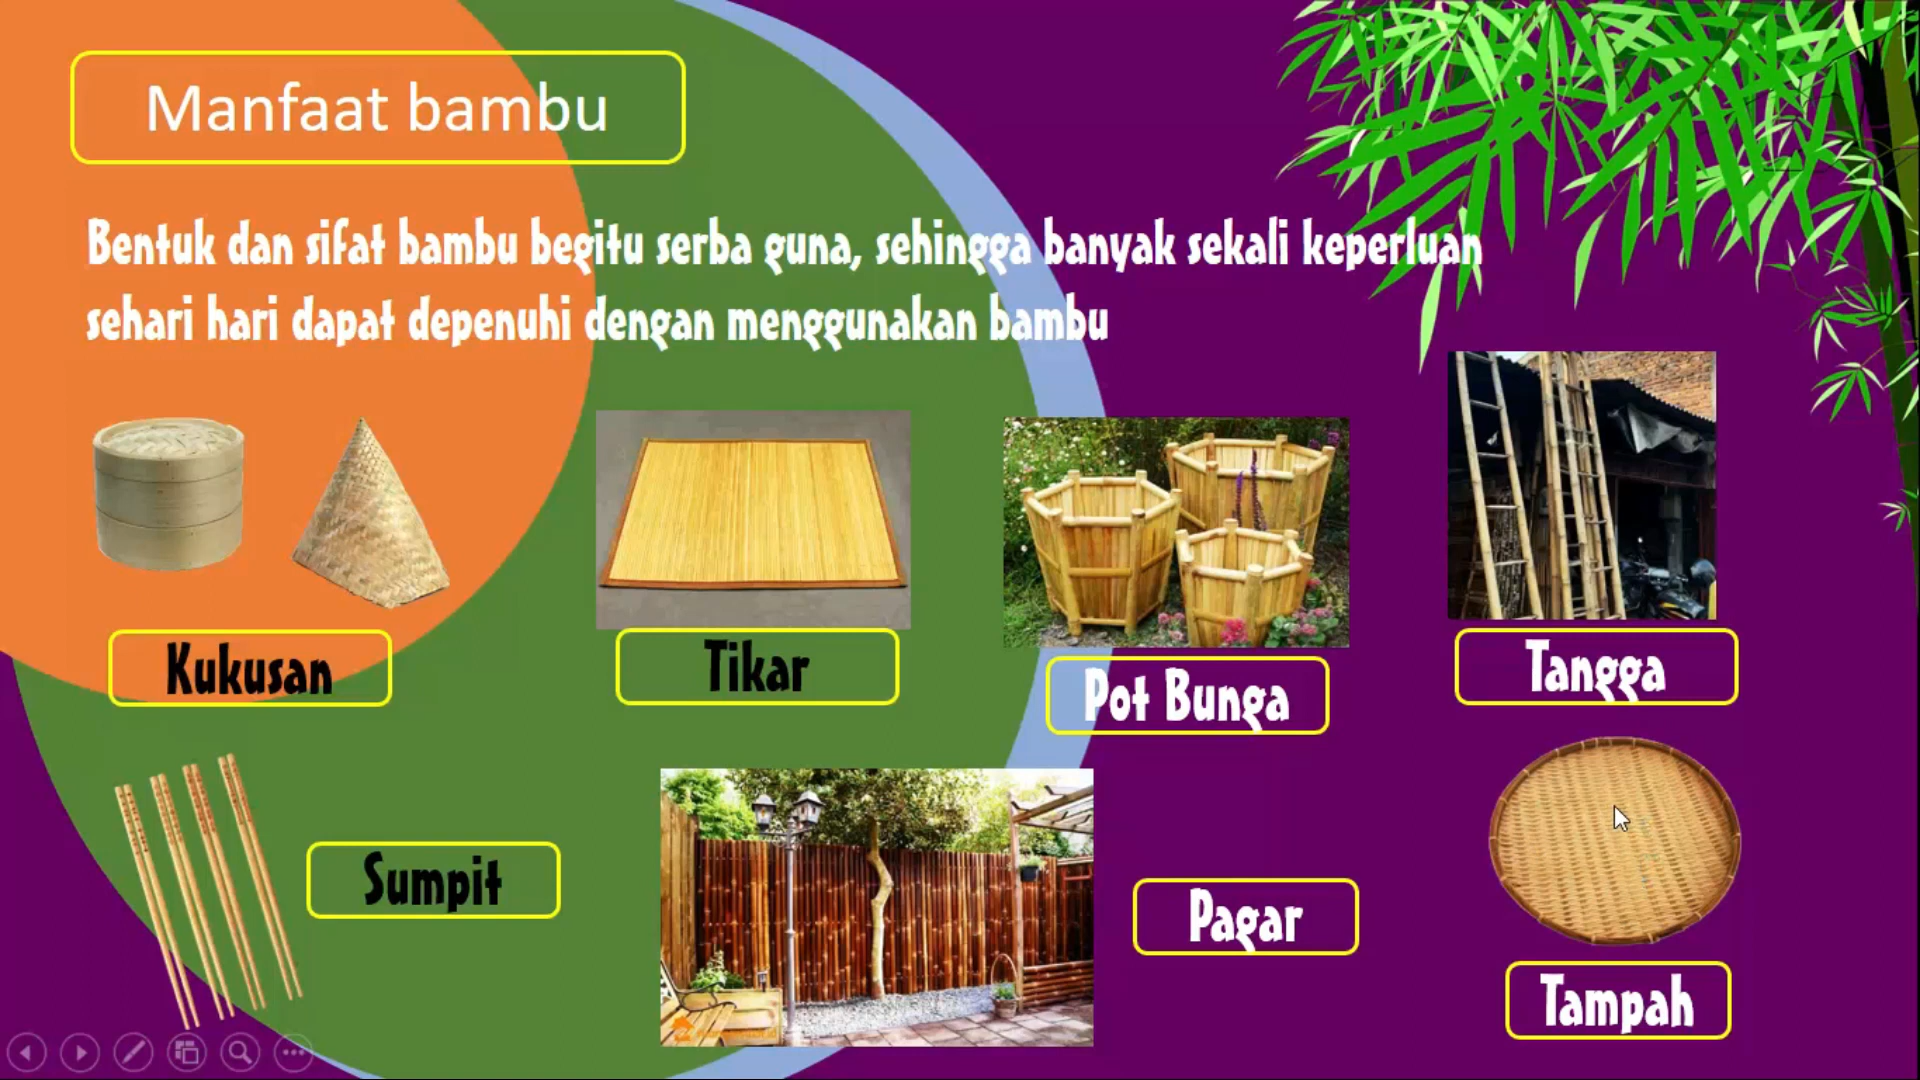 Manfaat bambu
Bentuk dan sifat bambu begitu serba guna, sehingga banyak sekali keperluan
sehari hari dapat depenuhi dengan menggunakan bambu
Kukusan
Tikar
Pot Bunga
Tangga
Sumpit
Pagar
Tampah